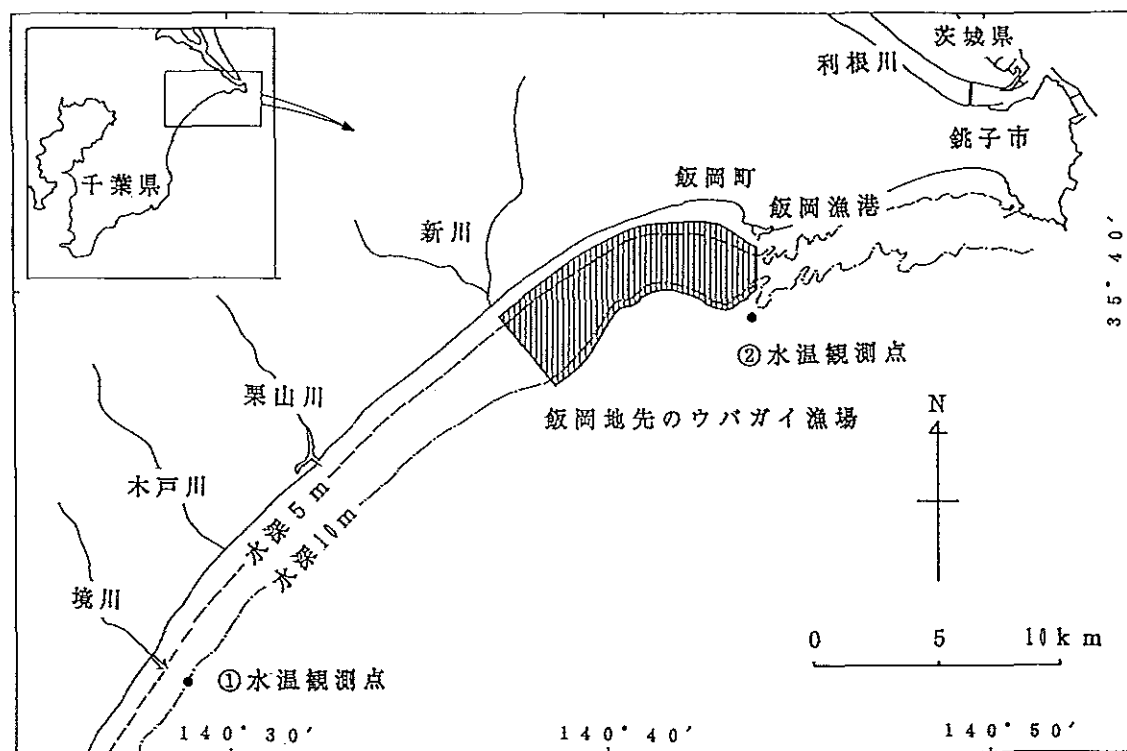 茨城県
利根川
銚子市
千葉県
飯岡町
飯岡漁港
新川
35°40′
②水温観測点
栗山川
飯岡地先のウバガイ漁場
N
木戸川
水深5m
水深10m
境川
0 5 10km
①水温観測点
140°30′ 140°40′ 140°50′